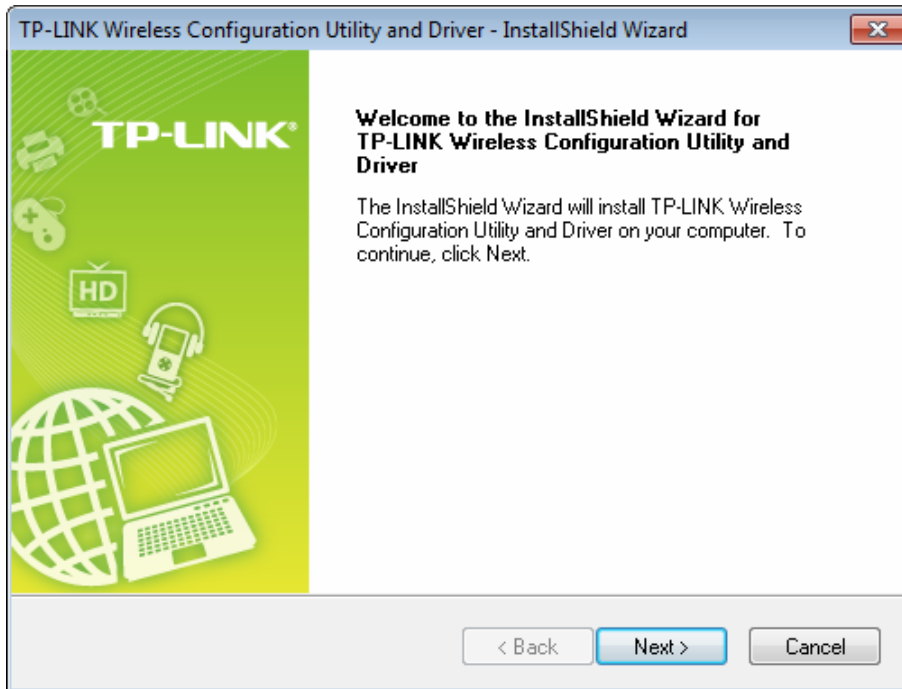 TP-LINK Wireless Configuration Utility and Driver - InstallShield Wizard
TP-LINK®
Welcome to the InstallShield Wizard for
TP-LINK Wireless Configuration Utility and
Driver
The InstallShield Wizard will install TP-LINK Wireless
Configuration Utility and Driver on your computer. To
continue, click Next.
HD
< Back
Next >
Cancel